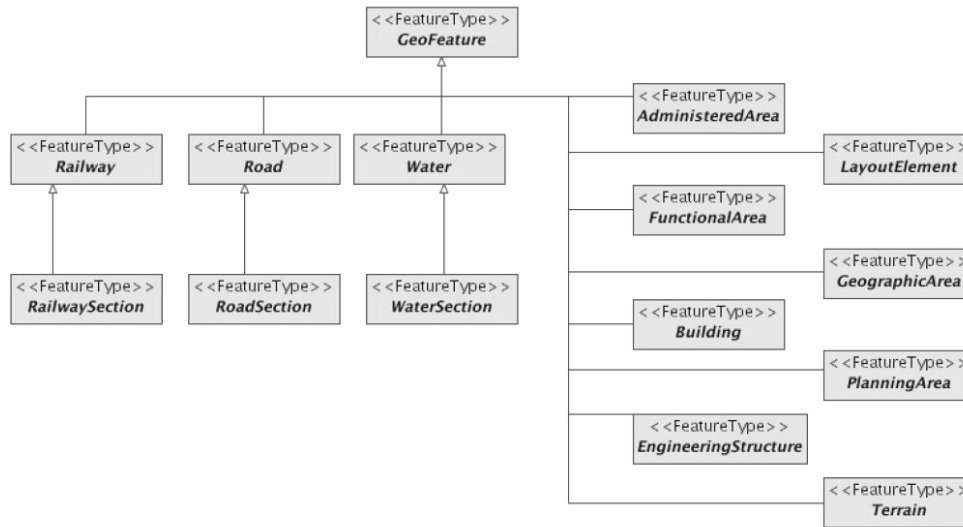 < <FeatureType> >
GeoFeature
< <FeatureType> >
AdministeredArea
< <FeatureType> >
Railway
< <FeatureType> >
Road
< <FeatureType> >
Water
< <FeatureType> >
LayoutElement
< <FeatureType> >
FunctionalArea
< <FeatureType> >
GeographicArea
< <FeatureType> >
RailwaySection
< <FeatureType> >
RoadSection
< <FeatureType> >
WaterSection
< <FeatureType> >
Building
< <FeatureType> >
PlanningArea
< <FeatureType> >
EngineeringStructure
< <FeatureType> >
Terrain